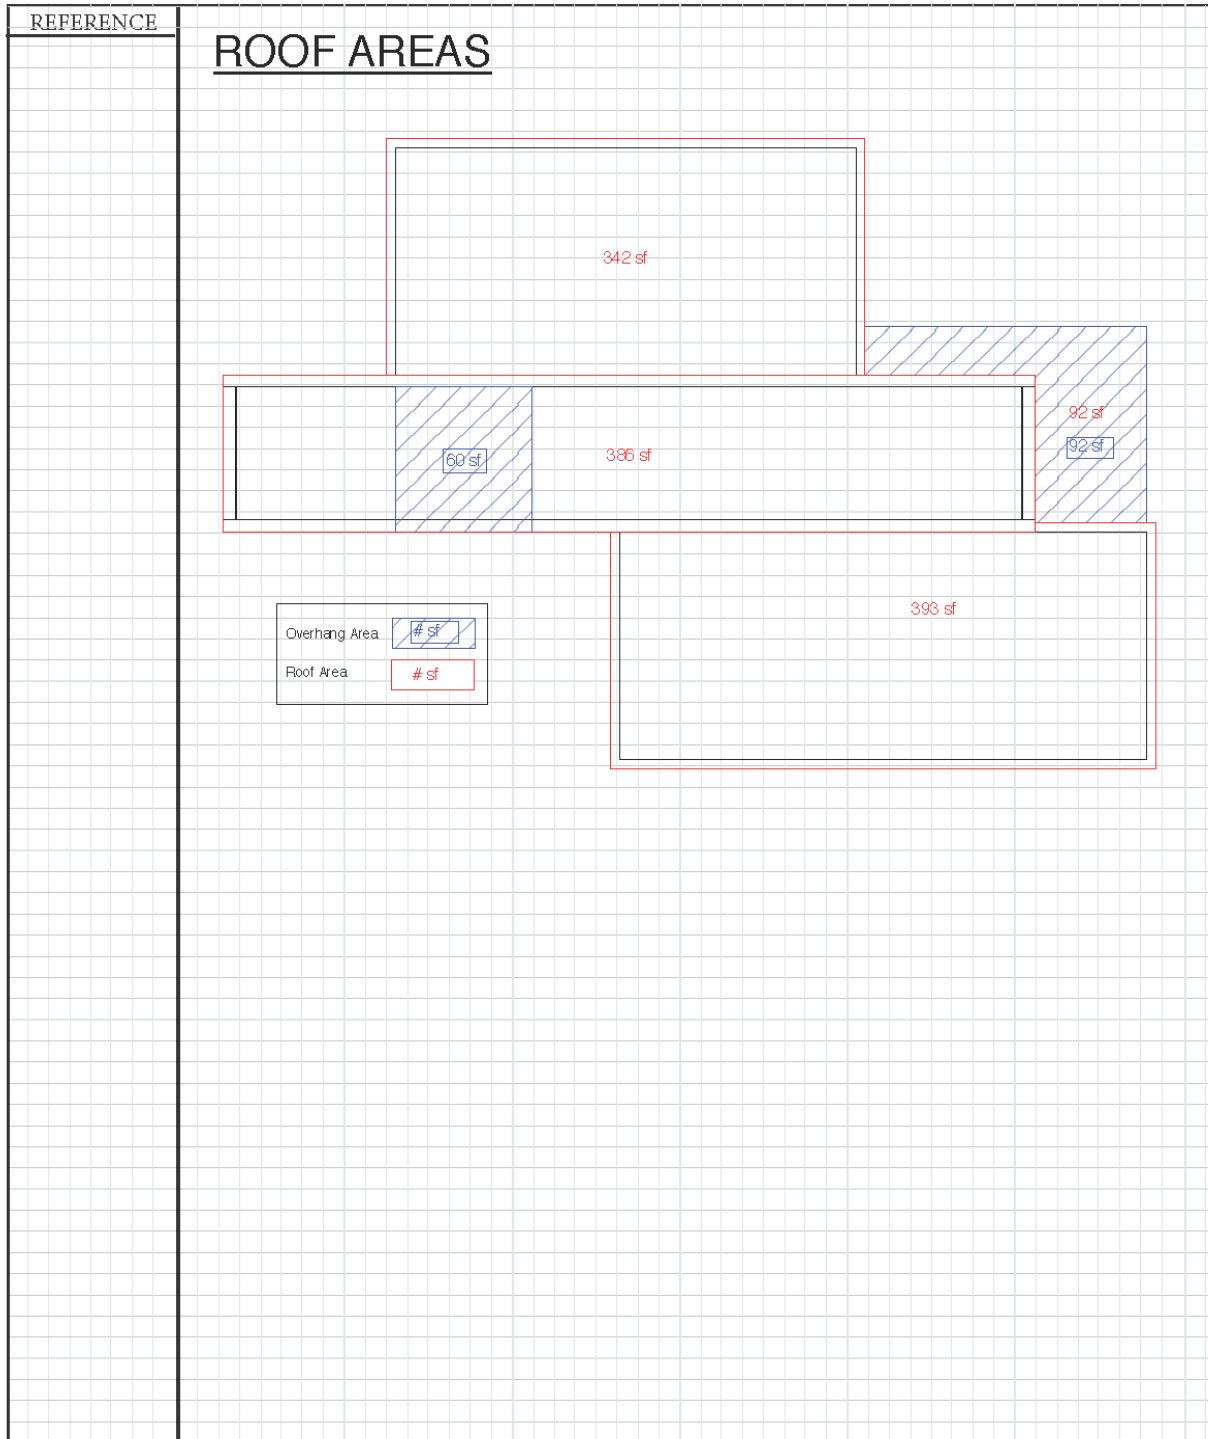 REFERENCE
ROOF AREAS
342 sf
92 sf
92 sf
60 sf
386 sf
393 sf
Overhang Area # sf
Roof Area # sf